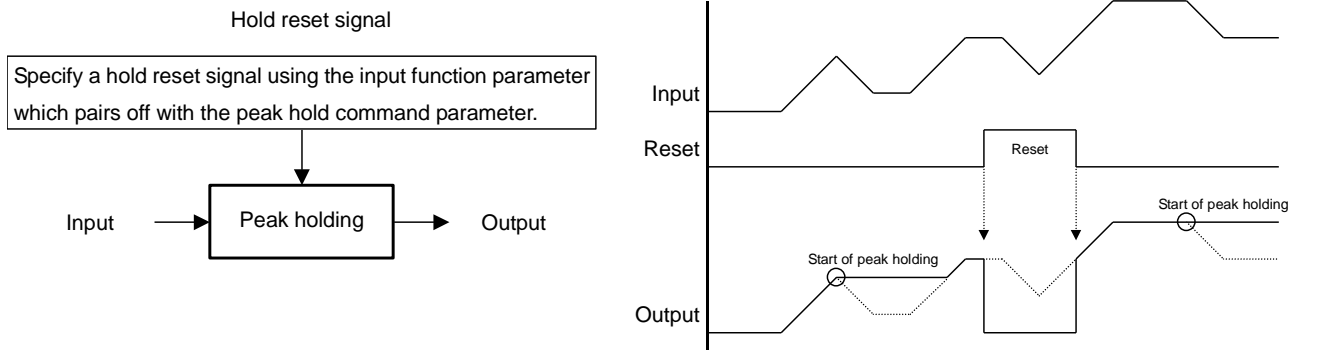 Hold reset signal
Specify a hold reset signal using the input function parameter
which pairs off with the peak hold command parameter.
Input
Peak holding
Output
Input
Reset
Reset
Start of peak holding
Start of peak holding
Output